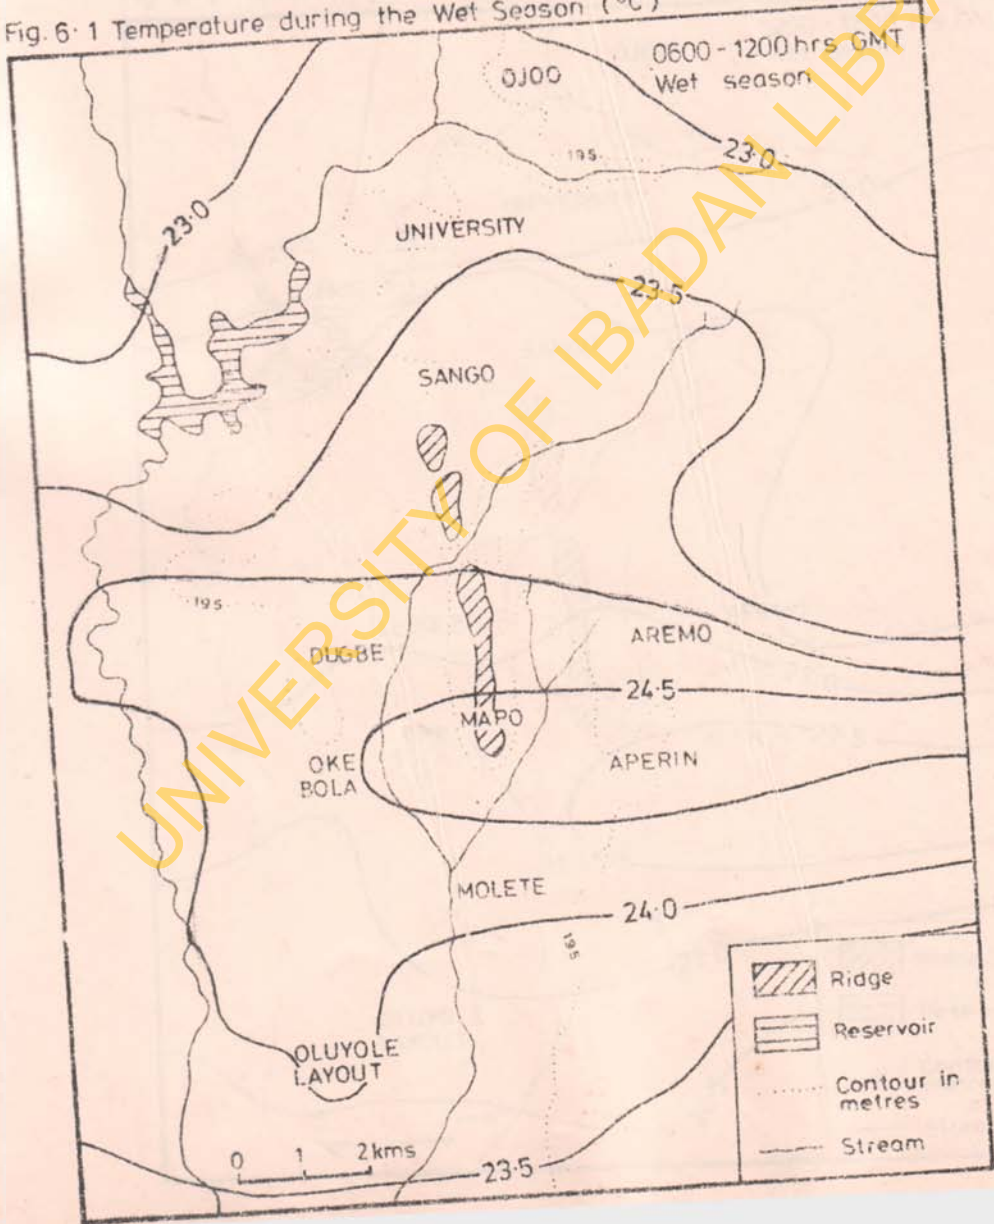 Fig. 6·1 Temperature during the Wet Season (°C)
0600 - 1200 hrs GMT
Wet season
OJOO
195
23·0
23·0
UNIVERSITY
23·5
SANGO
195
AREMO
DUGBE
24·5
MAPO
OKE
BOLA
APERIN
MOLETE
24·0
195
Ridge
Reservoir
OLUYOLE
LAYOUT
Contour in
metres
Stream
0 1 2 kms
23·5
UNIVERSITY OF IBADAN LIBRA